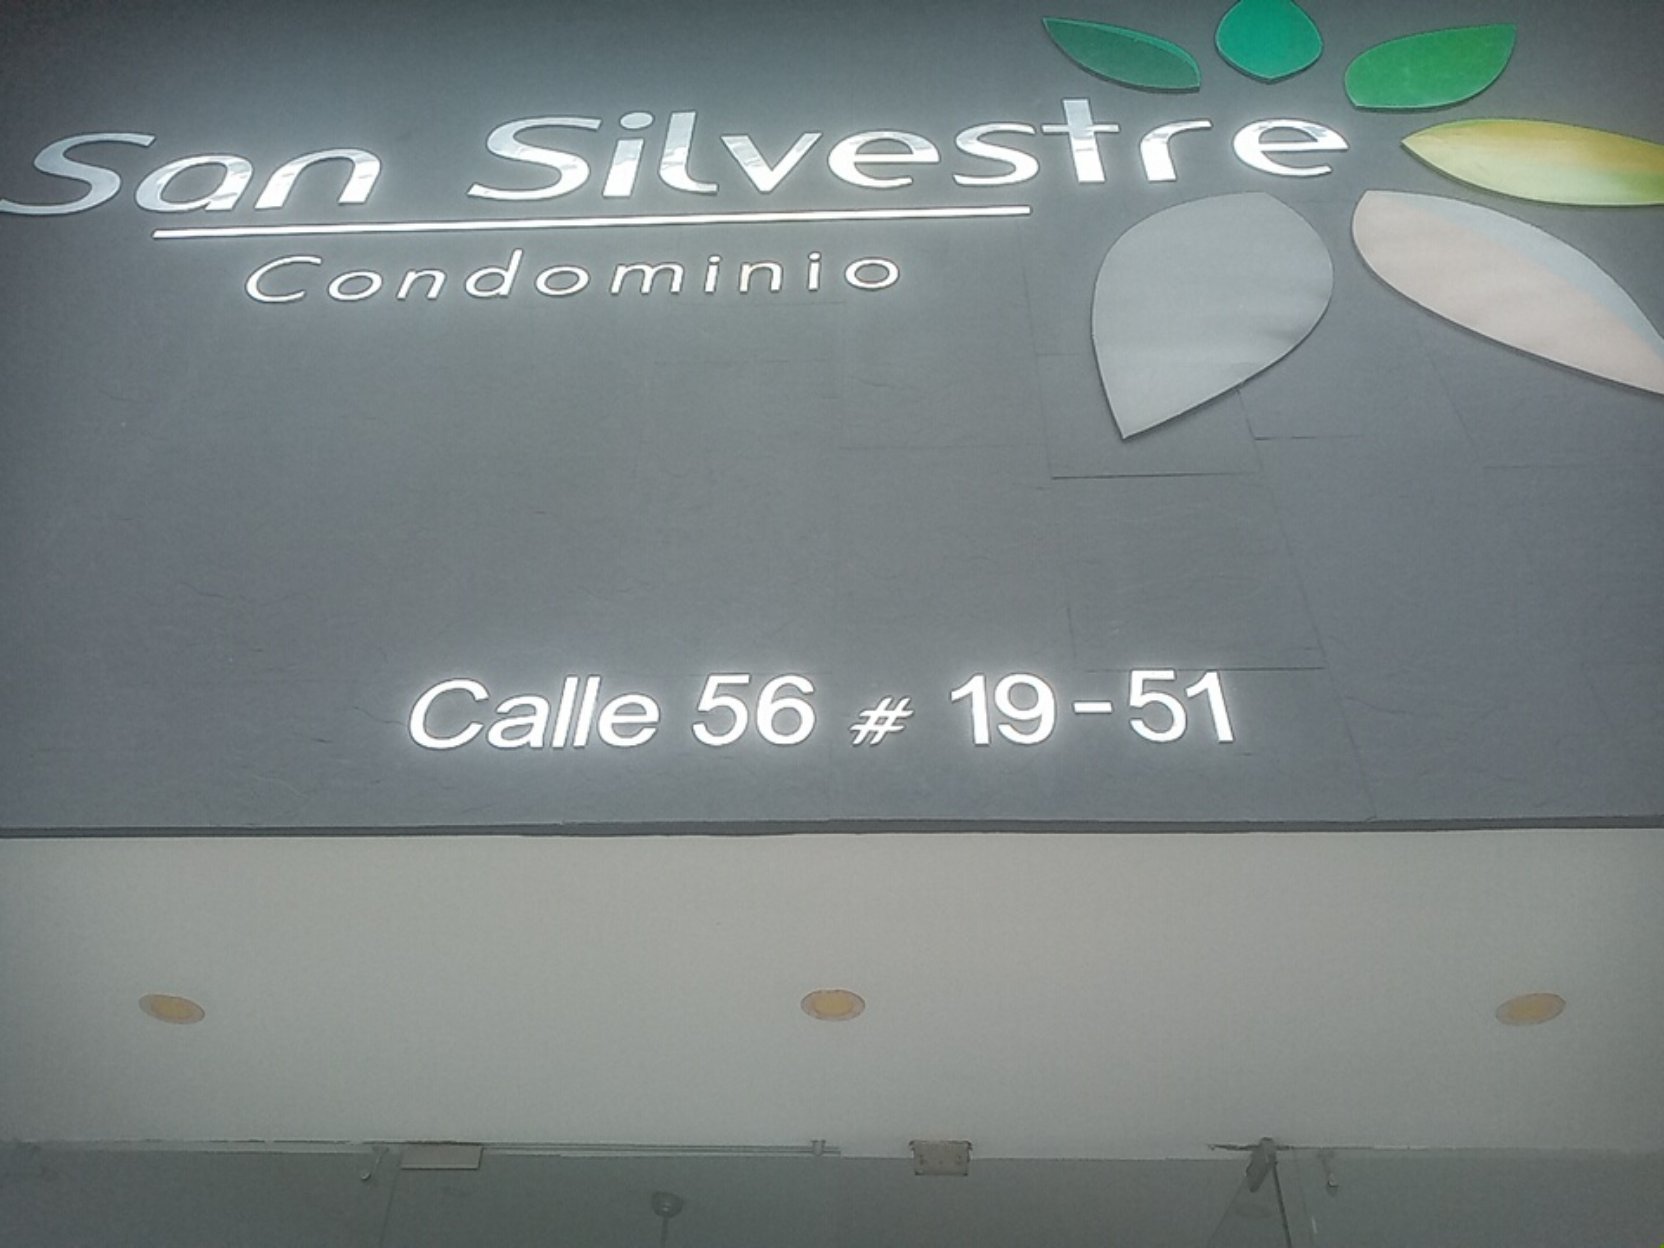 San Silvestre
Condominio
Calle 56 # 19-51